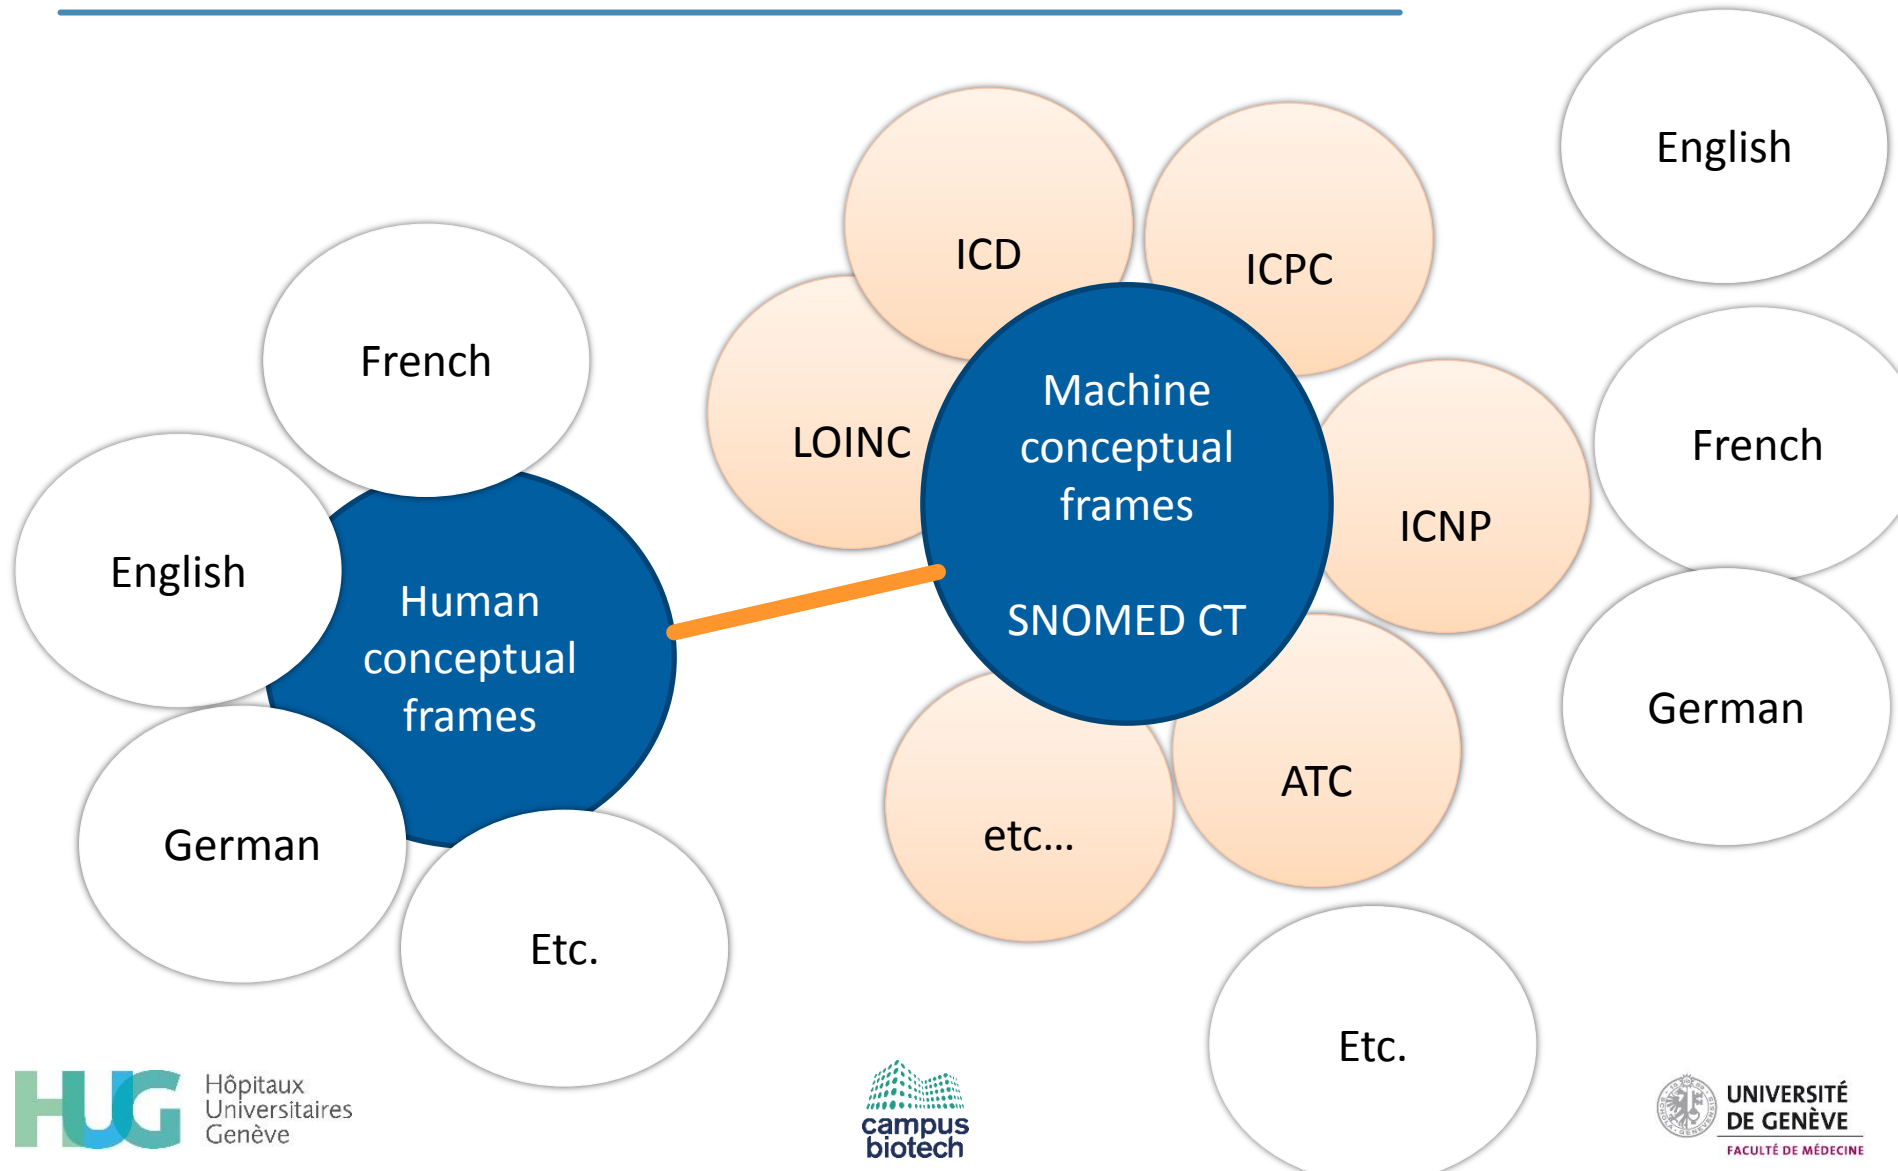 English
ICD
ICPC
French
Machine
conceptual
frames
SNOMED CT
LOINC
French
ICNP
English
Human
conceptual
frames
German
ATC
etc...
German
Etc.
Etc.
HUG
Hôpitaux
Universitaires
Genève
campus
biotech
UNIVERSITÉ
DE GENÈVE
FACULTÉ DE MÉDECINE